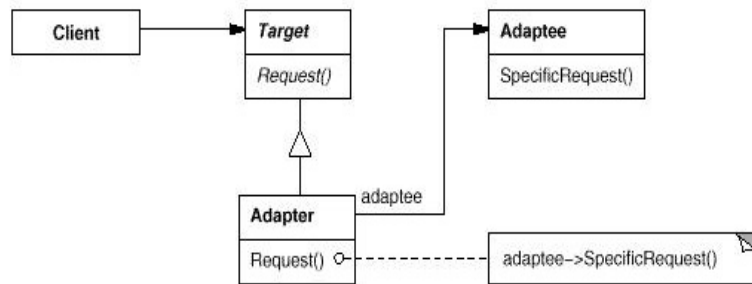 Client
Target
Adaptee
Request()
SpecificRequest()
adaptee
Adapter
Request()
adaptee->SpecificRequest()